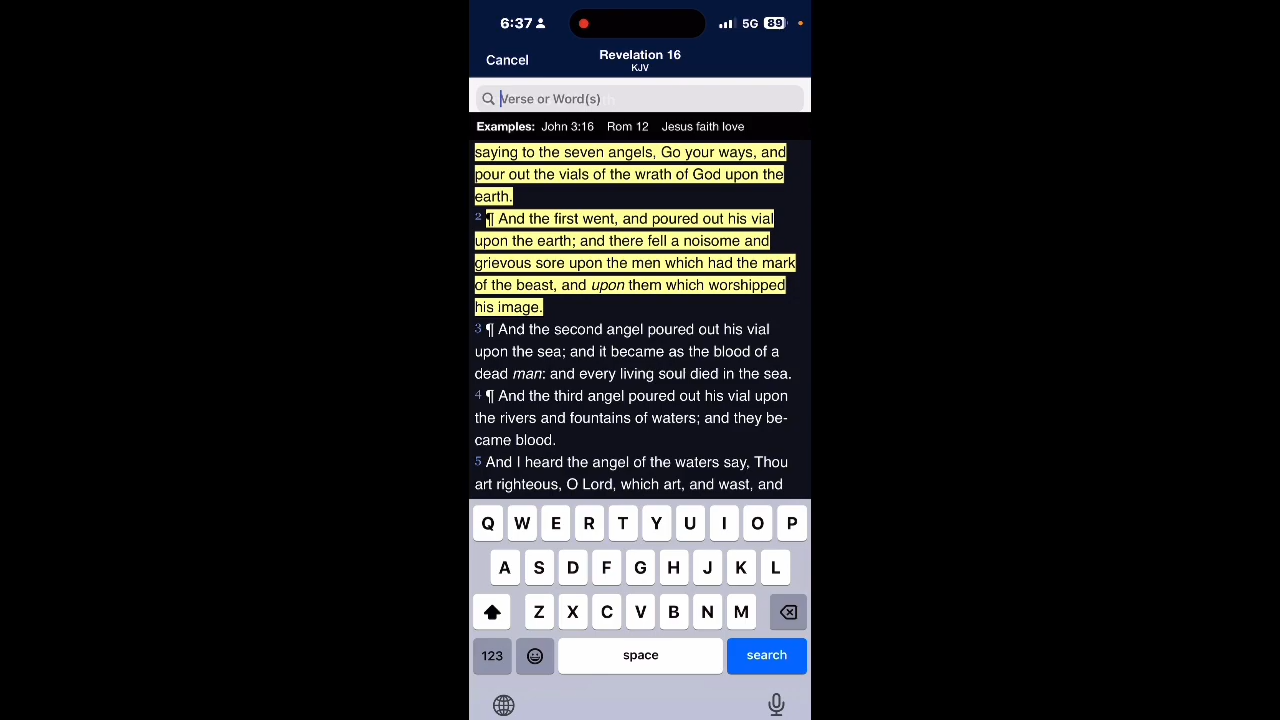 6:37
5G 89
Cancel
Revelation 16
KJV
Verse or Word(s)
Examples: John 3:16 Rom 12 Jesus faith love
saying to the seven angels, Go your ways, and
pour out the vials of the wrath of God upon the
earth.
2 ¶ And the first went, and poured out his vial
upon the earth; and there fell a noisome and
grievous sore upon the men which had the mark
of the beast, and upon them which worshipped
his image.
3 ¶ And the second angel poured out his vial
upon the sea; and it became as the blood of a
dead man: and every living soul died in the sea.
4 ¶ And the third angel poured out his vial upon
the rivers and fountains of waters; and they be-
came blood.
5 And I heard the angel of the waters say, Thou
art righteous, O Lord, which art, and wast, and
Q W E R T Y U I O P
A S D F G H J K L
Z X C V B N M
123 space search